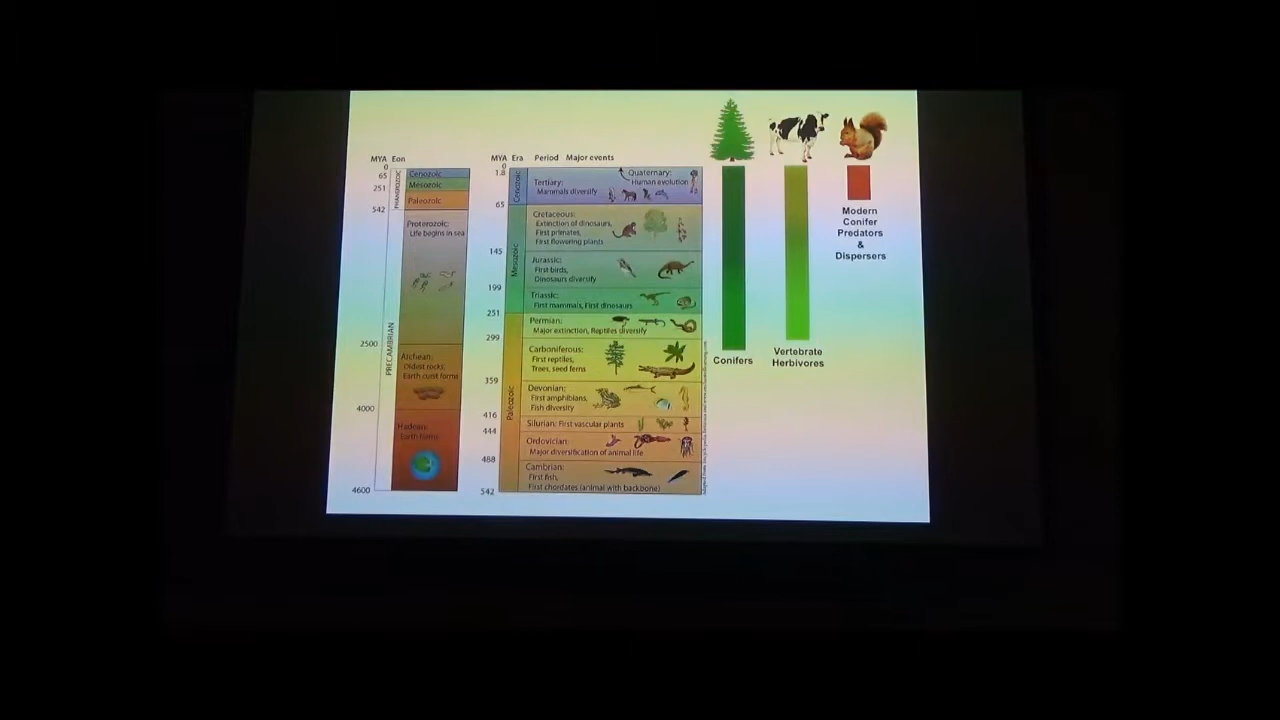 MYA Eon
0
65
251
542
2500
4000
4600
PHANEROZOIC
PRECAMBRIAN
Cenozoic
Mesozoic
Paleozoic
Proterozoic:
Life begins in sea
Archean:
Oldest rocks,
Earth crust forms
Hadean:
Earth forms
MYA Era Period Major events
0
1.8
65
145
199
251
299
359
416
444
488
542
Cenozoic
Mesozoic
Paleozoic
Quaternary:
Human evolution
Tertiary:
Mammals diversify
Cretaceous:
Extinction of dinosaurs,
First primates,
First flowering plants
Jurassic:
First birds,
Dinosaurs diversify
Triassic:
First mammals, First dinosaurs
Permian:
Major extinction, Reptiles diversify
Carboniferous:
First reptiles,
Trees, seed ferns
Devonian:
First amphibians,
Fish diversity
Silurian: First vascular plants
Ordovician:
Major diversification of animal life
Cambrian:
First fish,
First chordates (animal with backbone)
Conifers
Vertebrate
Herbivores
Modern
Conifer
Predators
&
Dispersers